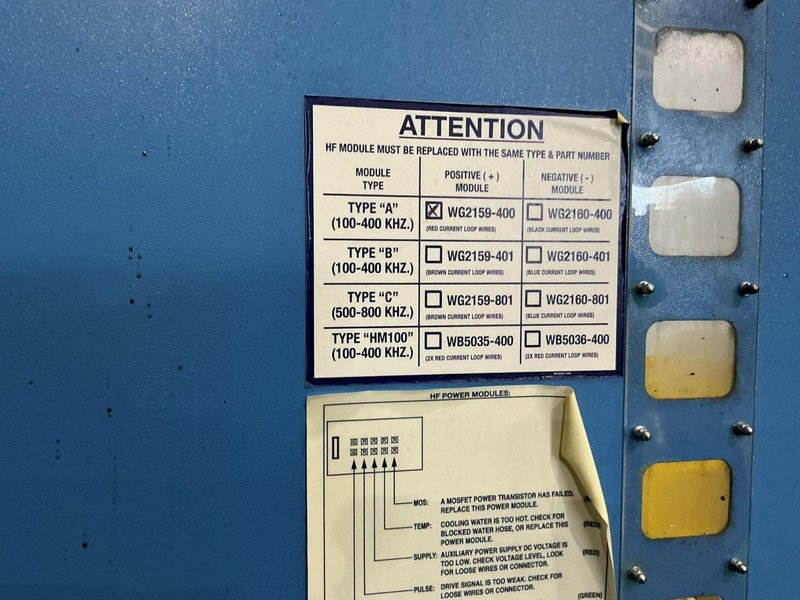 ATTENTION
HF MODULE MUST BE REPLACED WITH THE SAME TYPE & PART NUMBER
MODULE TYPE
POSITIVE ( + ) MODULE
NEGATIVE ( - ) MODULE
TYPE “A” (100-400 KHZ.)
WG2159-400
(RED CURRENT LOOP WIRES)
WG2160-400
(BLACK CURRENT LOOP WIRES)
TYPE “B” (100-400 KHZ.)
WG2159-401
(BROWN CURRENT LOOP WIRES)
WG2160-401
(BLUE CURRENT LOOP WIRES)
TYPE “C” (500-800 KHZ.)
WG2159-801
(BROWN CURRENT LOOP WIRES)
WG2160-801
(BLUE CURRENT LOOP WIRES)
TYPE “HM100” (100-400 KHZ.)
WB5035-400
(2X RED CURRENT LOOP WIRES)
WB5036-400
(2X RED CURRENT LOOP WIRES)
HF POWER MODULES:
MOS: A MOSFET POWER TRANSISTOR HAS FAILED.
REPLACE THIS POWER MODULE.
TEMP: COOLING WATER IS TOO HOT. CHECK FOR (RED)
BLOCKED WATER HOSE, OR REPLACE THIS
POWER MODULE.
SUPPLY: AUXILIARY POWER SUPPLY DC VOLTAGE IS (RED)
TOO LOW. CHECK VOLTAGE LEVEL, LOOK
FOR LOOSE WIRES OR CONNECTOR.
PULSE: DRIVE SIGNAL IS TOO WEAK. CHECK FOR
LOOSE WIRES OR CONNECTOR. (GREEN)